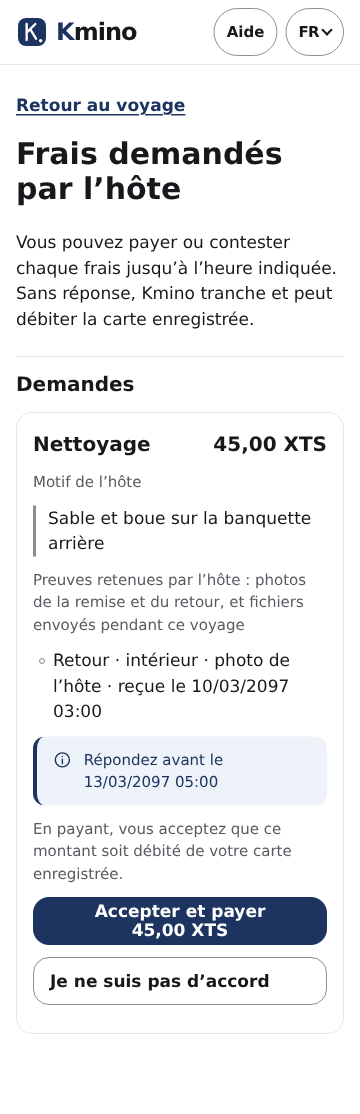 K. Kmino
Aide
FR
Retour au voyage
Frais demandés
par l’hôte
Vous pouvez payer ou contester
chaque frais jusqu’à l’heure indiquée.
Sans réponse, Kmino tranche et peut
débiter la carte enregistrée.
Demandes
Nettoyage 45,00 XTS
Motif de l’hôte
Sable et boue sur la banquette
arrière
Preuves retenues par l’hôte : photos
de la remise et du retour, et fichiers
envoyés pendant ce voyage
Retour · intérieur · photo de
l’hôte · reçue le 10/03/2097
03:00
Répondez avant le
13/03/2097 05:00
En payant, vous acceptez que ce
montant soit débité de votre carte
enregistrée.
Accepter et payer
45,00 XTS
Je ne suis pas d’accord